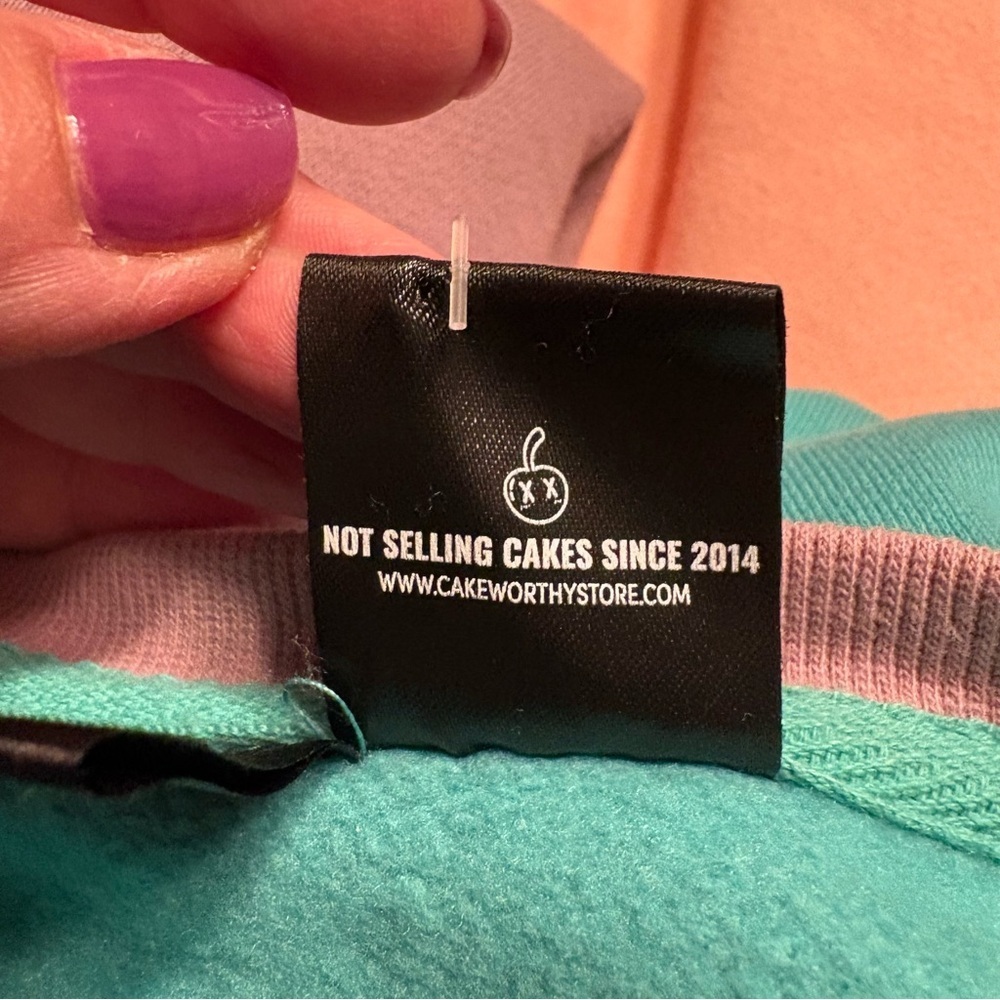 NOT SELLING CAKES SINCE 2014
WWW.CAKEWORTHYSTORE.COM